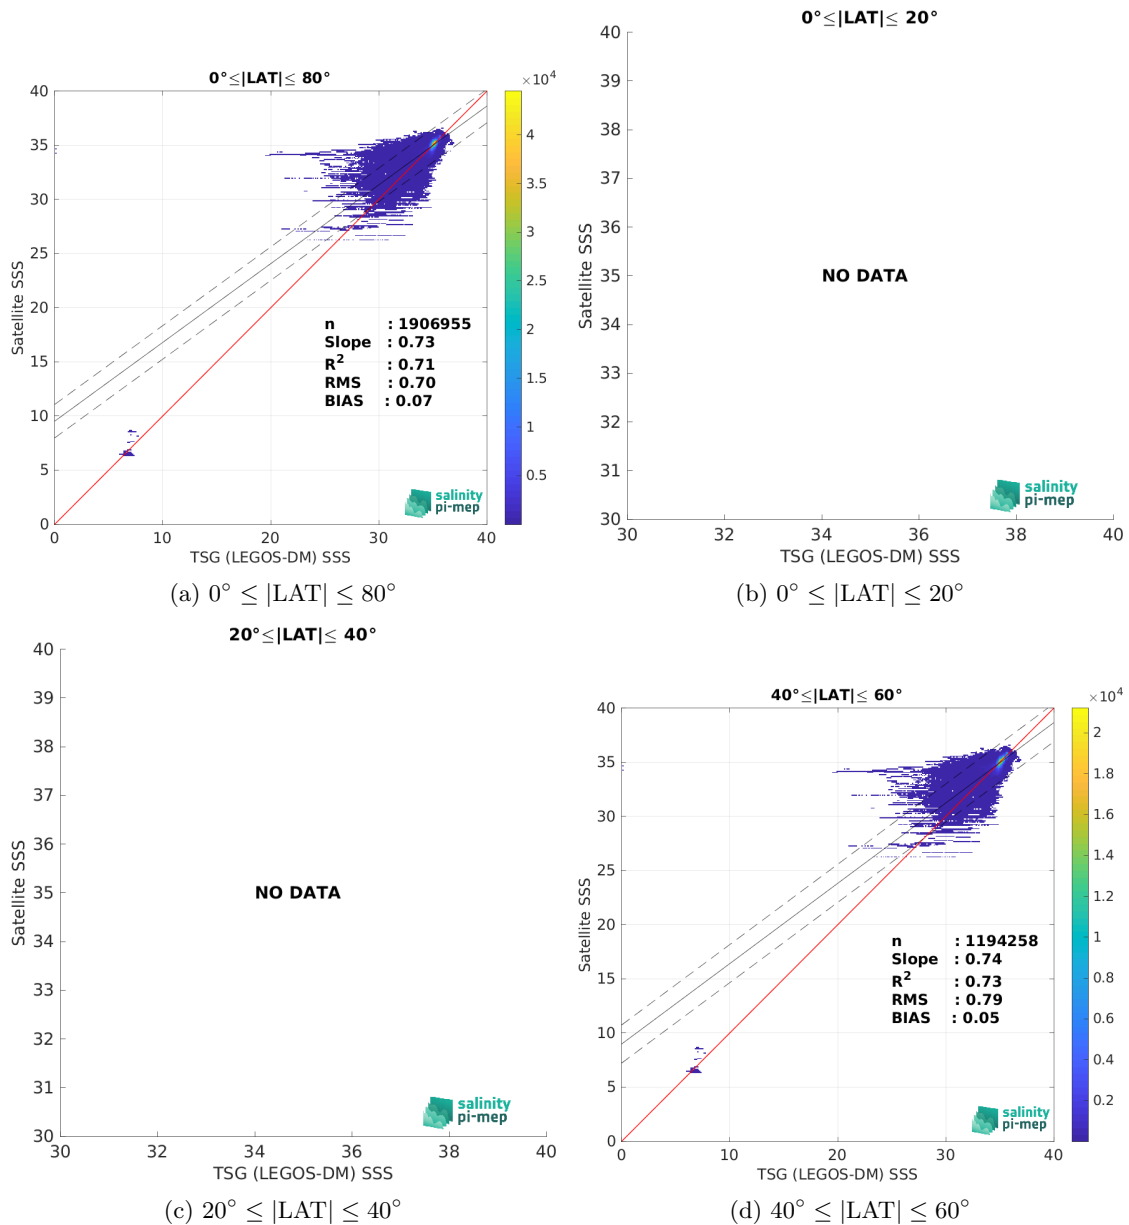 0°≤|LAT|≤ 80°
×10⁴
40
35
30
25
20
15
10
5
0
0
10
20
30
40
4
3.5
3
2.5
2
1.5
1
0.5
Satellite SSS
TSG (LEGOS-DM) SSS
n : 1906955
Slope : 0.73
R² : 0.71
RMS : 0.70
BIAS : 0.07
salinity
pi-mep
(a) 0° ≤ |LAT| ≤ 80°
0°≤|LAT|≤ 20°
40
39
38
37
36
35
34
33
32
31
30
30
32
34
36
38
40
Satellite SSS
TSG (LEGOS-DM) SSS
NO DATA
salinity
pi-mep
(b) 0° ≤ |LAT| ≤ 20°
20°≤|LAT|≤ 40°
40
39
38
37
36
35
34
33
32
31
30
30
32
34
36
38
40
Satellite SSS
TSG (LEGOS-DM) SSS
NO DATA
salinity
pi-mep
(c) 20° ≤ |LAT| ≤ 40°
40°≤|LAT|≤ 60°
×10⁴
40
35
30
25
20
15
10
5
0
0
10
20
30
40
2
1.8
1.6
1.4
1.2
1
0.8
0.6
0.4
0.2
Satellite SSS
TSG (LEGOS-DM) SSS
n : 1194258
Slope : 0.74
R² : 0.73
RMS : 0.79
BIAS : 0.05
salinity
pi-mep
(d) 40° ≤ |LAT| ≤ 60°